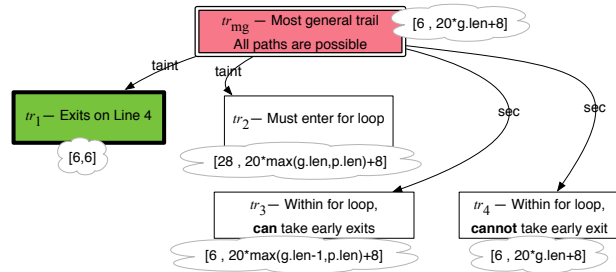 tr_mg — Most general trail
All paths are possible
[6 , 20*g.len+8]
taint
taint
sec
sec
tr_1 — Exits on Line 4
[6,6]
tr_2 — Must enter for loop
[28 , 20*max(g.len,p.len)+8]
tr_3 — Within for loop,
can take early exits
[6 , 20*max(g.len-1,p.len)+8]
tr_4 — Within for loop,
cannot take early exit
[6 , 20*g.len+8]